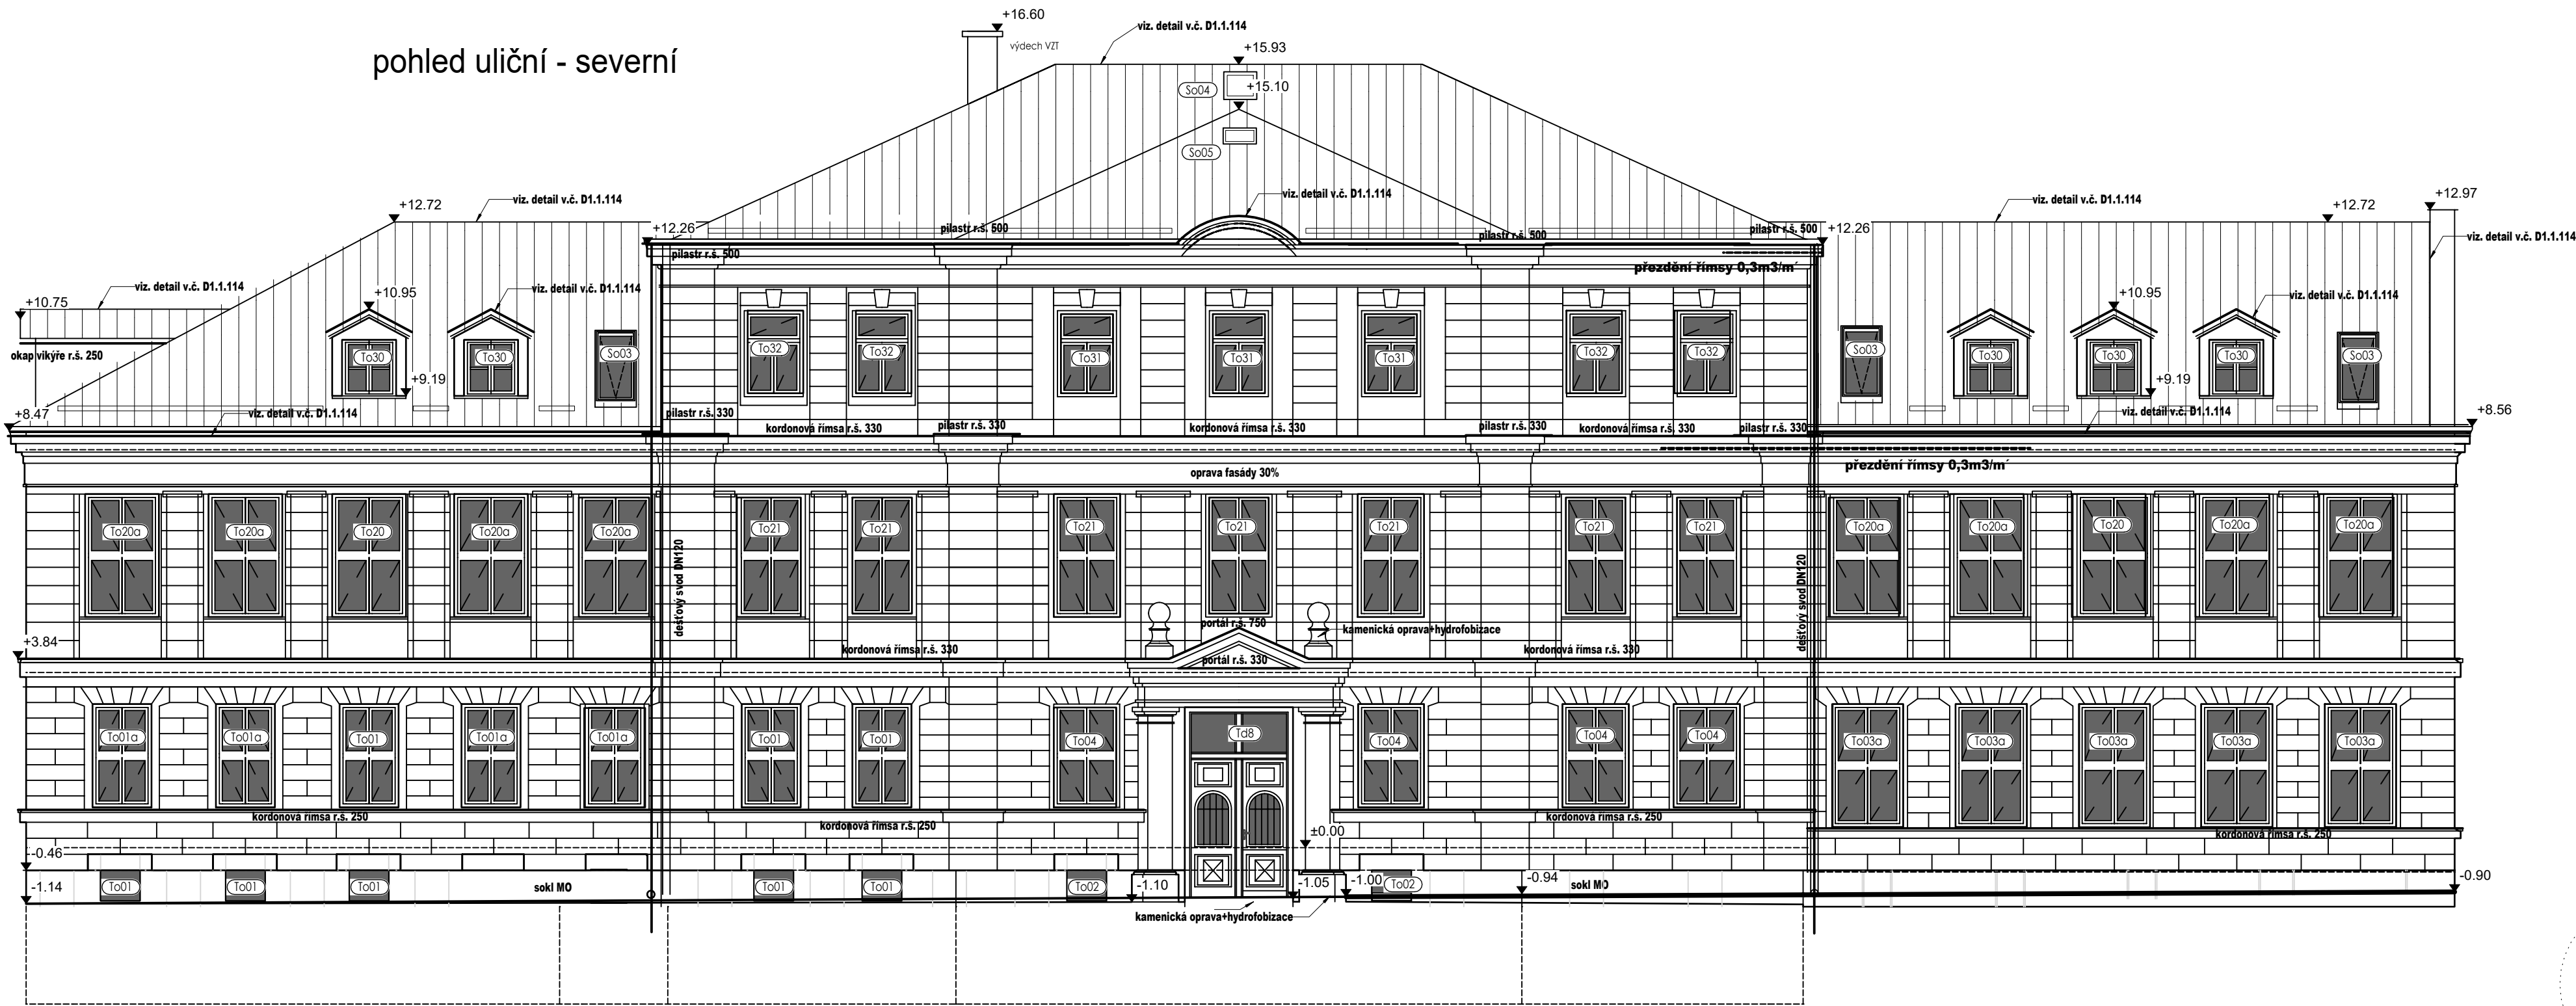 +16.60
viz. detail v.č. D1.1.114
výdech VZT
+15.93
pohled uliční - severní
+15.10
So04
So05
+12.72
viz. detail v.č. D1.1.114
viz. detail v.č. D1.1.114
viz. detail v.č. D1.1.114
+12.72
+12.97
+12.26
pilastr r.š. 500
pilastr r.š. 500
pilastr r.š. 500
+12.26
viz. detail v.č. D1.1.114
pilastr r.š. 500
přezdění římsy 0,3m3/m´
+10.75
viz. detail v.č. D1.1.114
+10.95
viz. detail v.č. D1.1.114
+10.95
viz. detail v.č. D1.1.114
okap vikýře r.š. 250
To30
To30
So03
To32
To32
To31
To31
To31
To32
To32
So03
To30
To30
To30
So03
+9.19
+9.19
+8.47
viz. detail v.č. D1.1.114
pilastr r.š. 330
viz. detail v.č. D1.1.114
+8.56
kordonová římsa r.š. 330
pilastr r.š. 330
kordonová římsa r.š. 330
pilastr r.š. 330
kordonová římsa r.š. 330
pilastr r.š. 330
oprava fasády 30%
přezdění římsy 0,3m3/m´
To20a
To20a
To20
To20a
To20a
To21
To21
To21
To21
To21
To21
To21
To20a
To20a
To20
To20a
To20a
dešťový svod DN120
dešťový svod DN120
portál r.š. 750
kamenická oprava+hydrofobizace
+3.84
kordonová římsa r.š. 330
portál r.š. 330
kordonová římsa r.š. 330
To01a
To01a
To01
To01a
To01a
To01
To01
To04
Td8
To04
To04
To04
To03a
To03a
To03a
To03a
To03a
kordonová římsa r.š. 250
kordonová římsa r.š. 250
kordonová římsa r.š. 250
kordonová římsa r.š. 250
±0.00
-0.46
-1.14
To01
To01
To01
sokl MO
To01
To01
To02
-1.10
-1.05
-1.00
To02
-0.94
sokl MO
-0.90
kamenická oprava+hydrofobizace